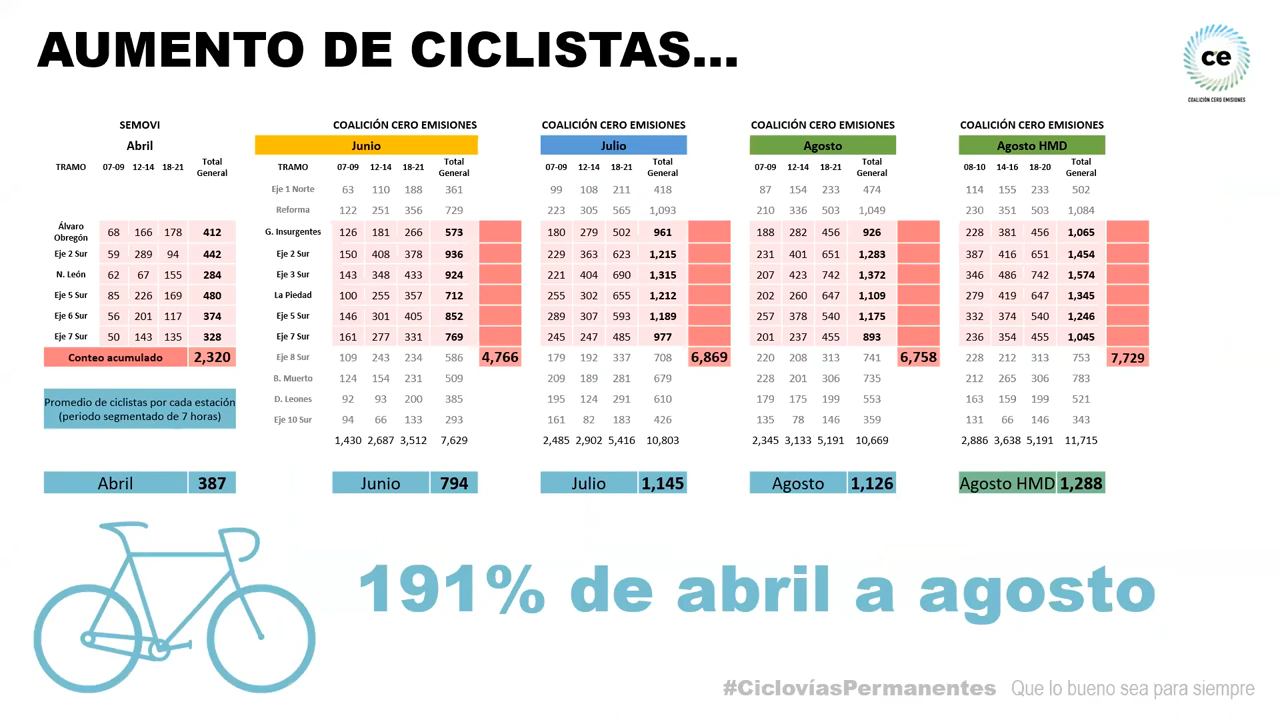 AUMENTO DE CICLISTAS...
ce
COALICIÓN CERO EMISIONES
SEMOVI
Abril
TRAMO 07-09 12-14 18-21 Total General
Álvaro Obregón 68 166 178 412
Eje 2 Sur 59 289 94 442
N. León 62 67 155 284
Eje 5 Sur 85 226 169 480
Eje 6 Sur 56 201 117 374
Eje 7 Sur 50 143 135 328
Conteo acumulado 2,320
Promedio de ciclistas por cada estación
(periodo segmentado de 7 horas)
Abril 387
COALICIÓN CERO EMISIONES
Junio
TRAMO 07-09 12-14 18-21 Total General
Eje 1 Norte 63 110 188 361
Reforma 122 251 356 729
G. Insurgentes 126 181 266 573
Eje 2 Sur 150 408 378 936
Eje 3 Sur 143 348 433 924
La Piedad 100 255 357 712
Eje 5 Sur 146 301 405 852
Eje 7 Sur 161 277 331 769
Eje 8 Sur 109 243 234 586 4,766
B. Muerto 124 154 231 509
D. Leones 92 93 200 385
Eje 10 Sur 94 66 133 293
1,430 2,687 3,512 7,629
Junio 794
COALICIÓN CERO EMISIONES
Julio
07-09 12-14 18-21 Total General
99 108 211 418
223 305 565 1,093
180 279 502 961
229 363 623 1,215
221 404 690 1,315
255 302 655 1,212
289 307 593 1,189
245 247 485 977
179 192 337 708 6,869
209 189 281 679
195 124 291 610
161 82 183 426
2,485 2,902 5,416 10,803
Julio 1,145
COALICIÓN CERO EMISIONES
Agosto
07-09 12-14 18-21 Total General
87 154 233 474
210 336 503 1,049
188 282 456 926
231 401 651 1,283
207 423 742 1,372
202 260 647 1,109
257 378 540 1,175
201 237 455 893
220 208 313 741 6,758
228 201 306 735
179 175 199 553
135 78 146 359
2,345 3,133 5,191 10,669
Agosto 1,126
COALICIÓN CERO EMISIONES
Agosto HMD
08-10 14-16 18-20 Total General
114 155 233 502
230 351 503 1,084
228 381 456 1,065
387 416 651 1,454
346 486 742 1,574
279 419 647 1,345
332 374 540 1,246
236 354 455 1,045
228 212 313 753 7,729
212 265 306 783
163 159 199 521
131 66 146 343
2,886 3,638 5,191 11,715
Agosto HMD 1,288
191% de abril a agosto
#CiclovíasPermanentes Que lo bueno sea para siempre